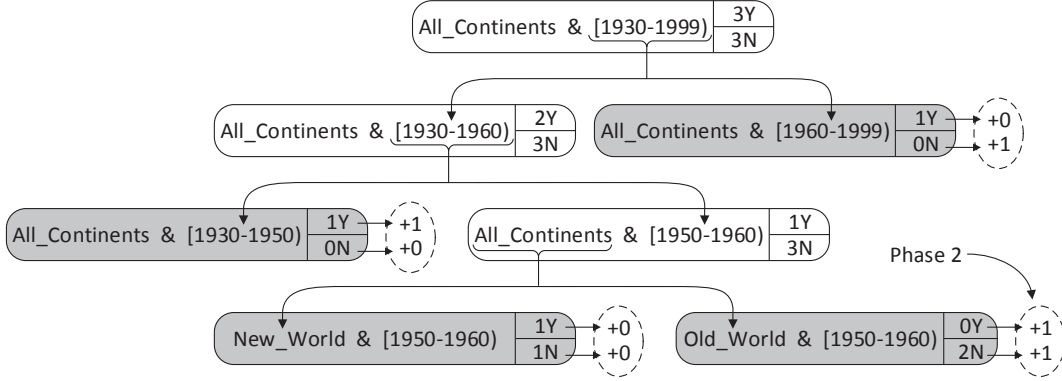 All_Continents & [1930-1999) 3Y
3N
All_Continents & [1930-1960) 2Y
3N
All_Continents & [1960-1999) 1Y +0
0N +1
All_Continents & [1930-1950) 1Y +1
0N +0
All_Continents & [1950-1960) 1Y
3N
Phase 2
New_World & [1950-1960) 1Y +0
1N +0
Old_World & [1950-1960) 0Y +1
2N +1